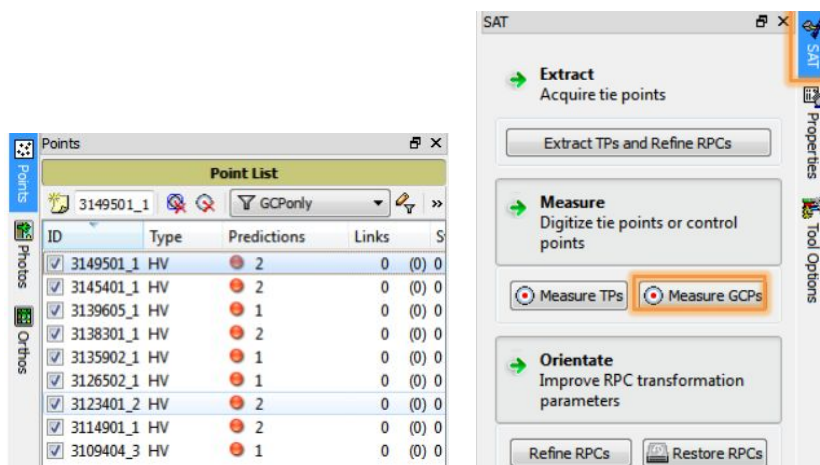 Points
Points
Photos
Orthos
Point List
3149501_1 GCPonly »
ID Type Predictions Links
3149501_1 HV 2 0 (0) 0
3145401_1 HV 2 0 (0) 0
3139605_1 HV 1 0 (0) 0
3138301_1 HV 2 0 (0) 0
3135902_1 HV 1 0 (0) 0
3126502_1 HV 1 0 (0) 0
3123401_2 HV 2 0 (0) 0
3114901_1 HV 2 0 (0) 0
3109404_3 HV 1 0 (0) 0
SAT
Extract
Acquire tie points
Extract TPs and Refine RPCs
Measure
Digitize tie points or control
points
Measure TPs Measure GCPs
Orientate
Improve RPC transformation
parameters
Refine RPCs Restore RPCs
SAT
Properties
Tool Options